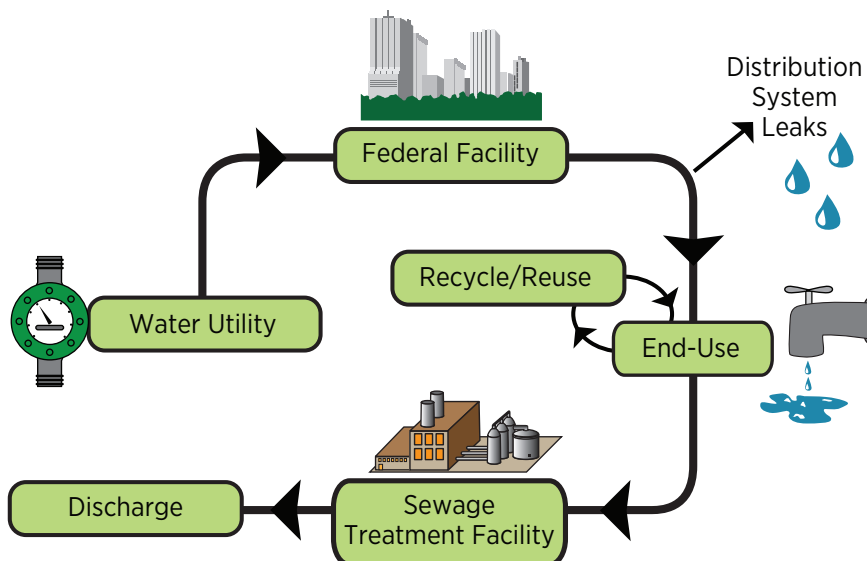 Distribution
System
Leaks
Federal Facility
Recycle/Reuse
Water Utility
End-Use
Discharge
Sewage
Treatment Facility